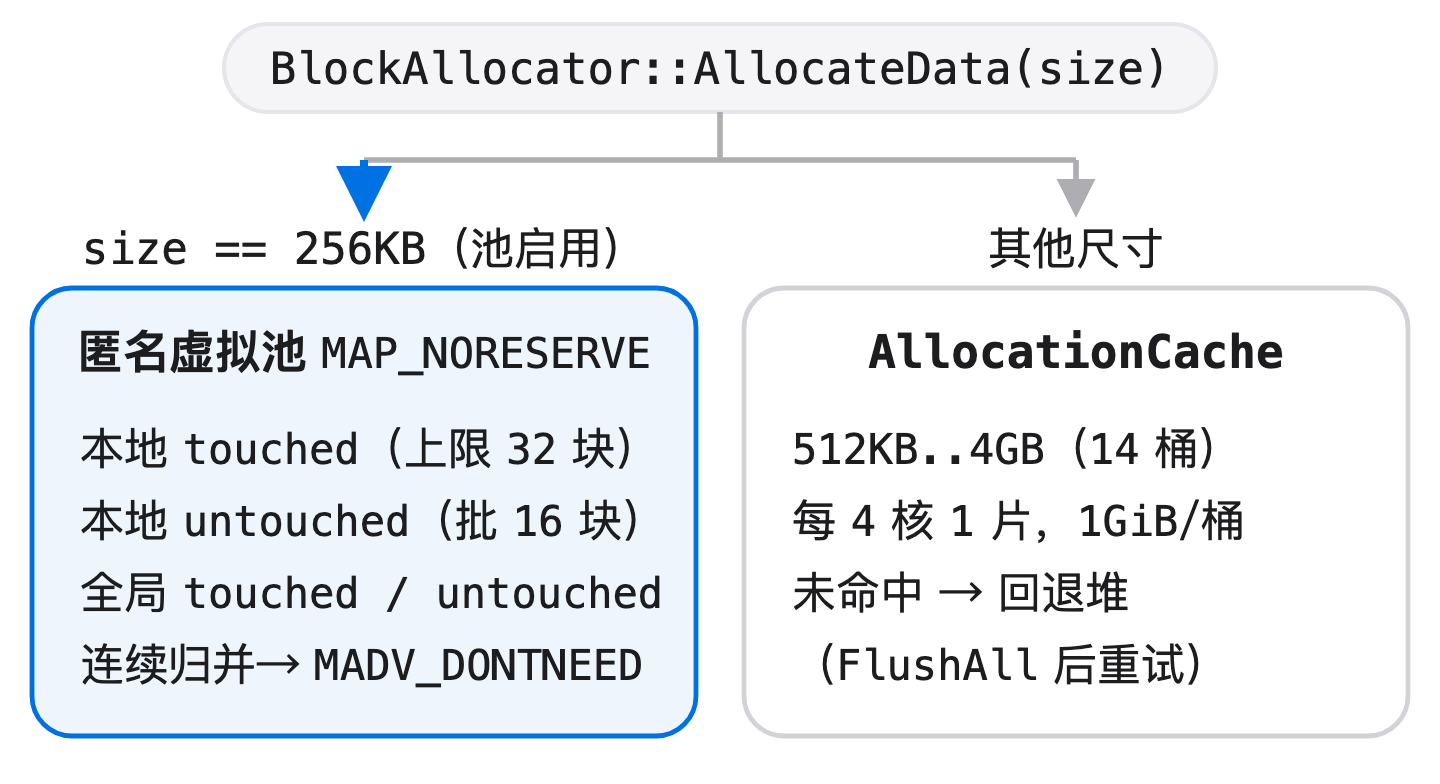 BlockAllocator::AllocateData(size)
size == 256KB（池启用）
其他尺寸
匿名虚拟池 MAP_NORESERVE
本地 touched（上限 32 块）
本地 untouched（批 16 块）
全局 touched / untouched
连续归并→ MADV_DONTNEED
AllocationCache
512KB..4GB（14 桶）
每 4 核 1 片，1GiB/桶
未命中 → 回退堆
（FlushAll 后重试）